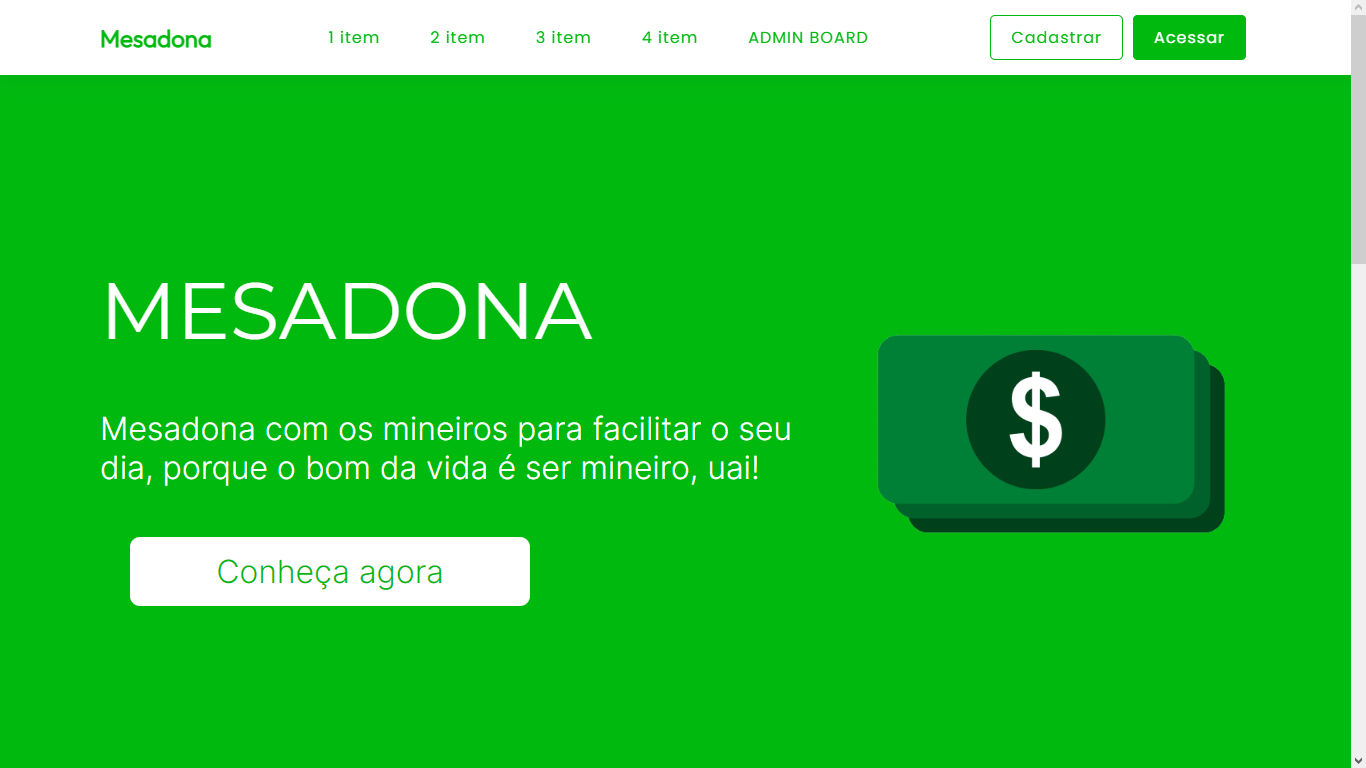 Mesadona
1 item
2 item
3 item
4 item
ADMIN BOARD
Cadastrar
Acessar
MESADONA
Mesadona com os mineiros para facilitar o seu
dia, porque o bom da vida é ser mineiro, uai!
$
Conheça agora